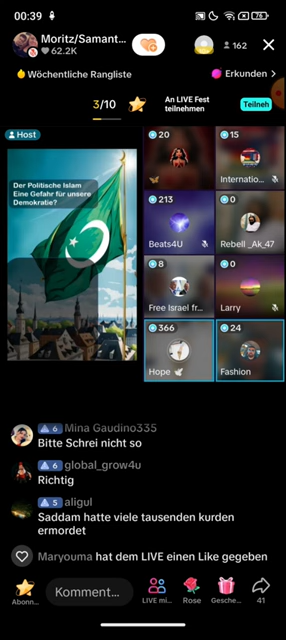 00:39
76
Moritz/Samant...
62.2K
162
Wöchentliche Rangliste
Erkunden >
3/10
An LIVE Fest
teilnehmen
Teilneh
Host
Der Politische Islam
Eine Gefahr für unsere
Demokratie?
20
15
Internatio...
213
Beats4U
0
Rebell _Ak_47
8
Free Israel fr...
0
Larry
366
Hope
24
Fashion
6 Mina Gaudino335
Bitte Schrei nicht so
6 global_grow4u
Richtig
5 aligul
Saddam hatte viele tausenden kurden
ermordet
Maryouma hat dem LIVE einen Like gegeben
Abonn...
Komment...
LIVE mi...
Rose
Gesche...
41